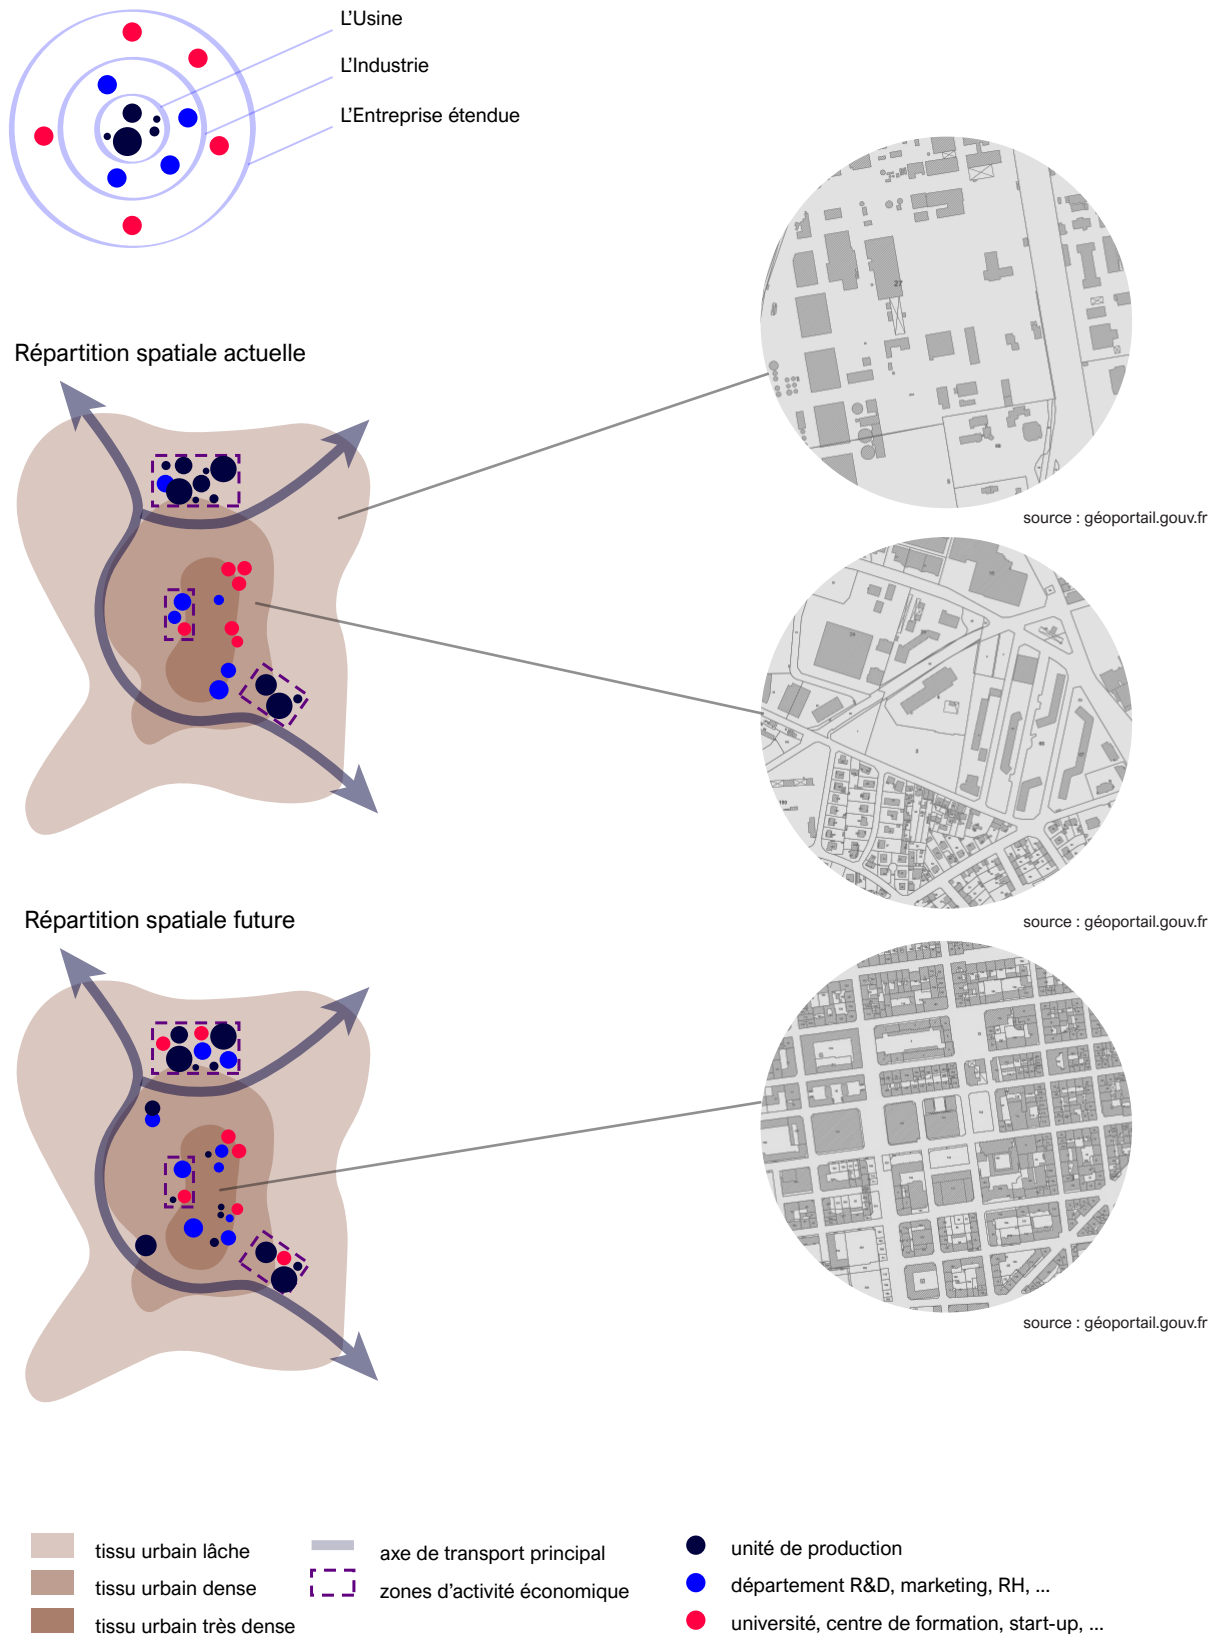 L'Usine
L'Industrie
L'Entreprise étendue
Répartition spatiale actuelle
27
source : géoportail.gouv.fr
source : géoportail.gouv.fr
Répartition spatiale future
source : géoportail.gouv.fr
tissu urbain lâche
tissu urbain dense
tissu urbain très dense
axe de transport principal
zones d'activité économique
unité de production
département R&D, marketing, RH, ...
université, centre de formation, start-up, ...